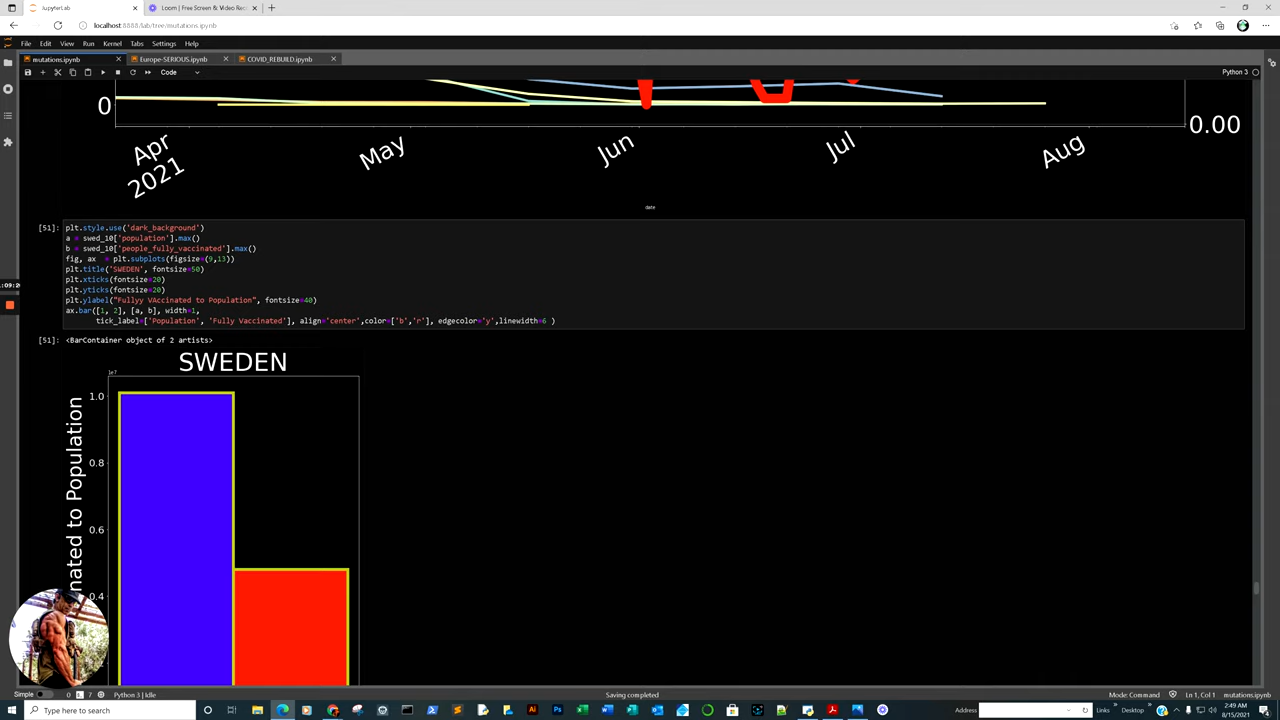 JupyterLab
Loom | Free Screen & Video Rec
localhost:8888/lab/tree/mutations.ipynb
File Edit View Run Kernel Tabs Settings Help
mutations.ipynb
Europe-SERIOUS.ipynb
COVID_REBUILD.ipynb
Code
Python 3
0
0.00
Apr
2021
May
Jun
Jul
Aug
date
[51]:
plt.style.use('dark_background')
a = swed_10['population'].max()
b = swed_10['people_fully_vaccinated'].max()
fig, ax = plt.subplots(figsize=(9,13))
plt.title('SWEDEN', fontsize=50)
plt.xticks(fontsize=20)
plt.yticks(fontsize=20)
plt.ylabel("Fullyy VAccinated to Population", fontsize=40)
ax.bar([1, 2], [a, b], width=1,
tick_label=['Population', 'Fully Vaccinated'], align='center',color=['b','r'], edgecolor='y',linewidth=6 )
[51]: <BarContainer object of 2 artists>
SWEDEN
1e7
1.0
0.8
0.6
0.4
nated to Population
:09:20
Simple 0 7 Python 3 | Idle
Saving completed
Mode: Command Ln 1, Col 1 mutations.ipynb
Type here to search
Address
Links
Desktop
2:49 AM
8/15/2021